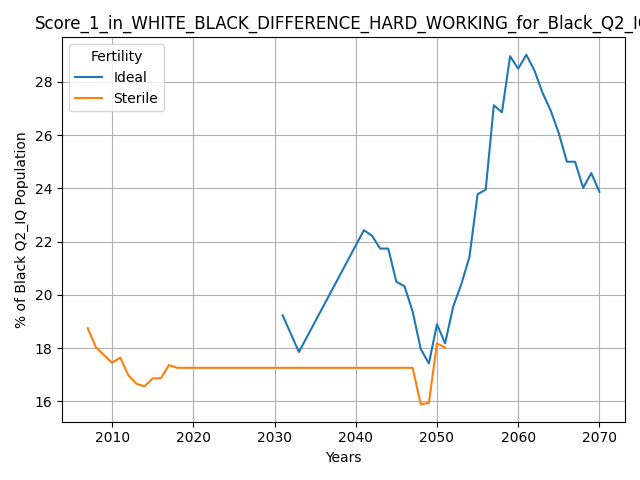 Score_1_in_WHITE_BLACK_DIFFERENCE_HARD_WORKING_for_Black_Q2_IQ
Fertility
Ideal
Sterile
% of Black Q2_IQ Population
28
26
24
22
20
18
16
2010 2020 2030 2040 2050 2060 2070
Years